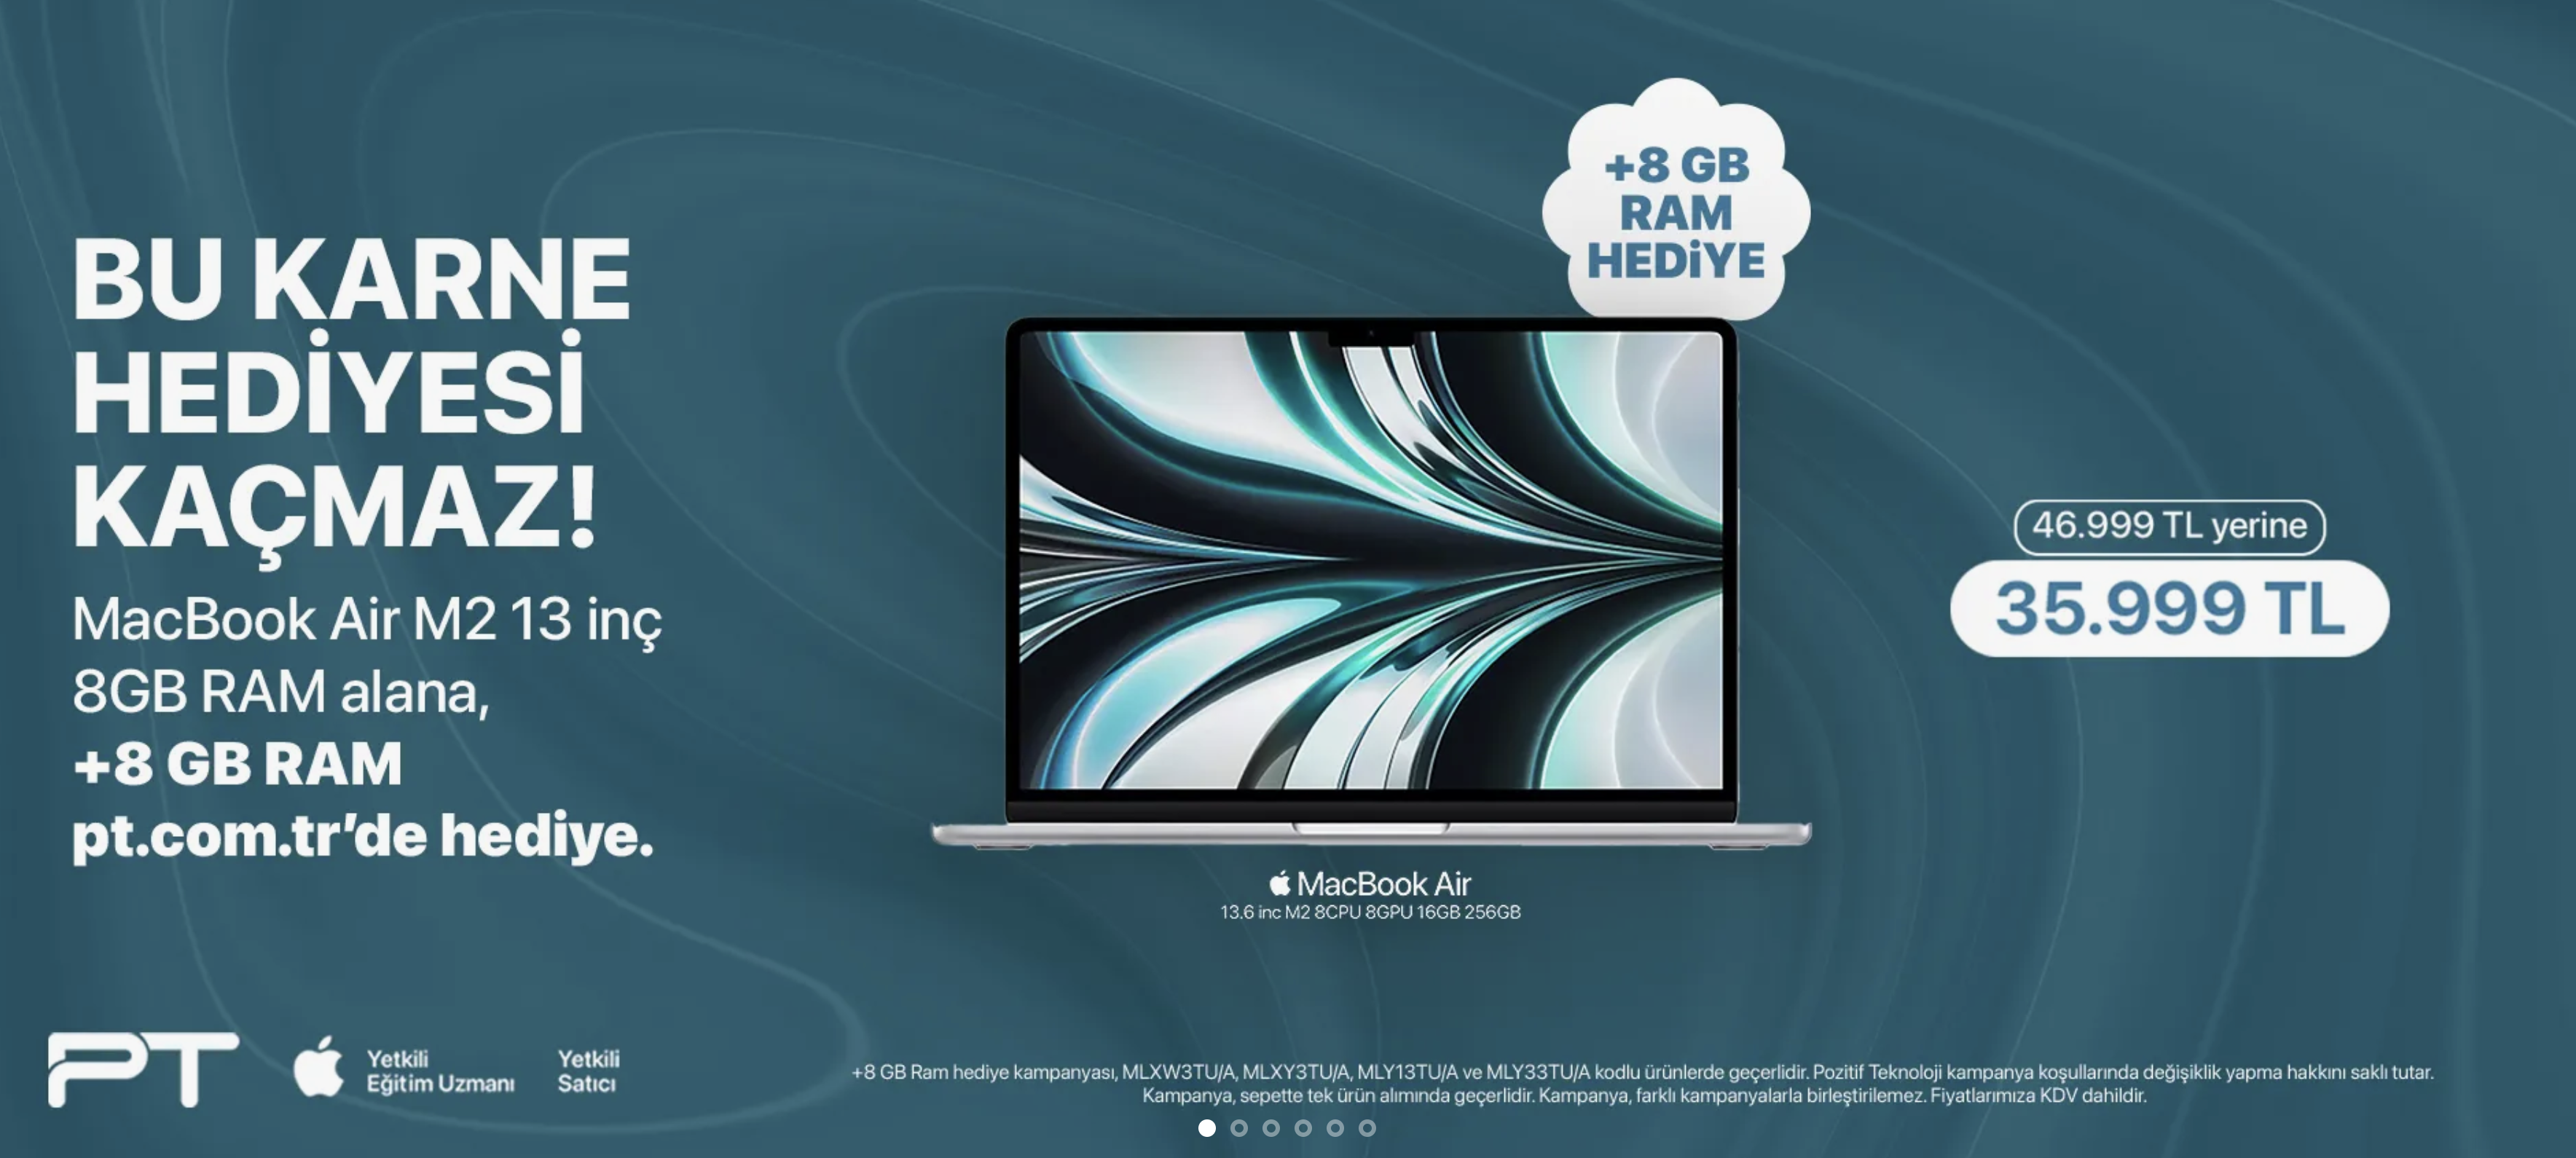 BU KARNE
HEDİYESİ
KAÇMAZ!
MacBook Air M2 13 inç
8GB RAM alana,
+8 GB RAM
pt.com.tr’de hediye.
+8 GB
RAM
HEDiYE
MacBook Air
13.6 inc M2 8CPU 8GPU 16GB 256GB
46.999 TL yerine
35.999 TL
PT
Yetkili
Eğitim Uzmanı
Yetkili
Satıcı
+8 GB Ram hediye kampanyası, MLXW3TU/A, MLXY3TU/A, MLY13TU/A ve MLY33TU/A kodlu ürünlerde geçerlidir. Pozitif Teknoloji kampanya koşullarında değişiklik yapma hakkını saklı tutar.
Kampanya, sepette tek ürün alımında geçerlidir. Kampanya, farklı kampanyalarla birleştirilemez. Fiyatlarımıza KDV dahildir.